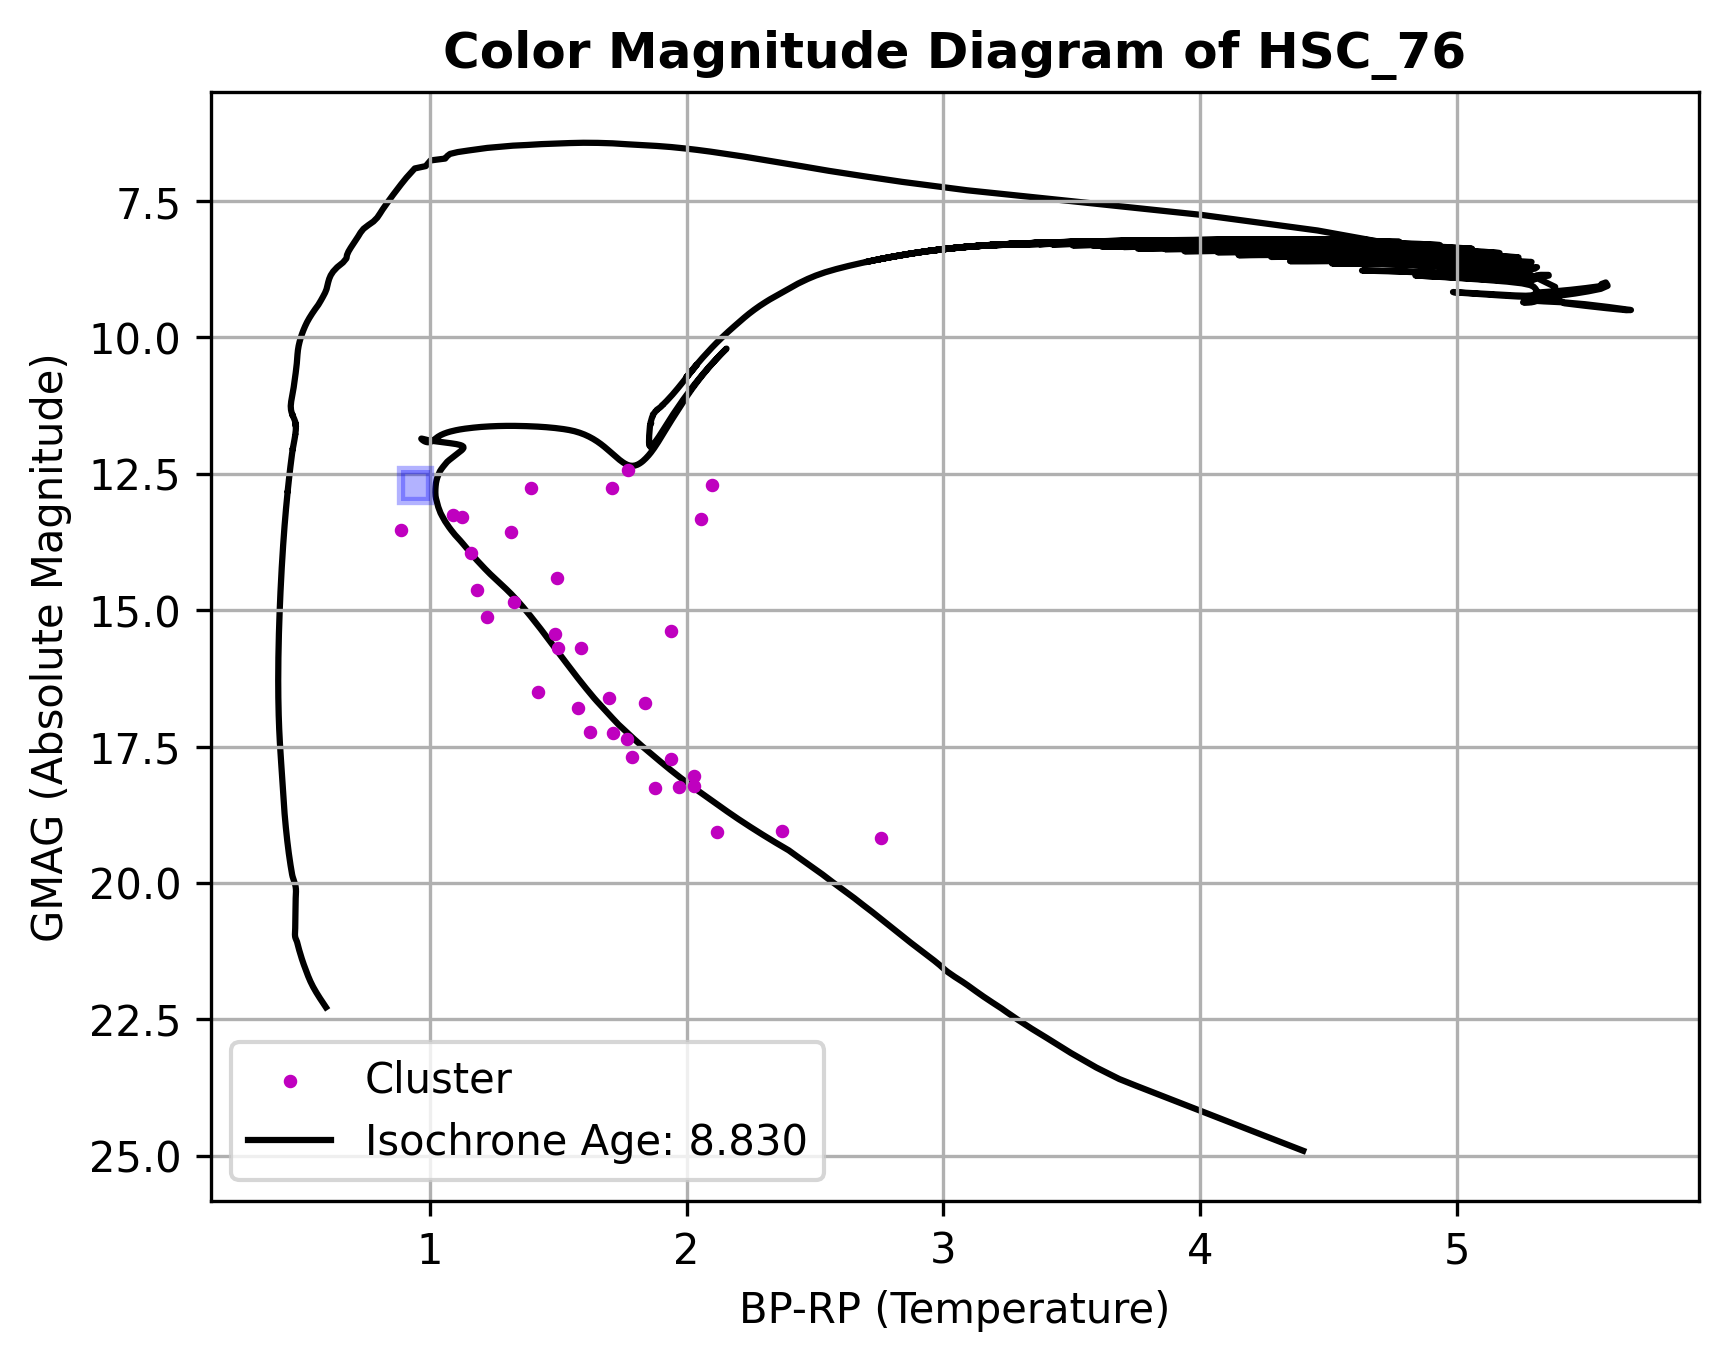 Color Magnitude Diagram of HSC_76
GMAG (Absolute Magnitude)
7.5
10.0
12.5
15.0
17.5
20.0
22.5
25.0
Cluster
Isochrone Age: 8.830
1 2 3 4 5
BP-RP (Temperature)